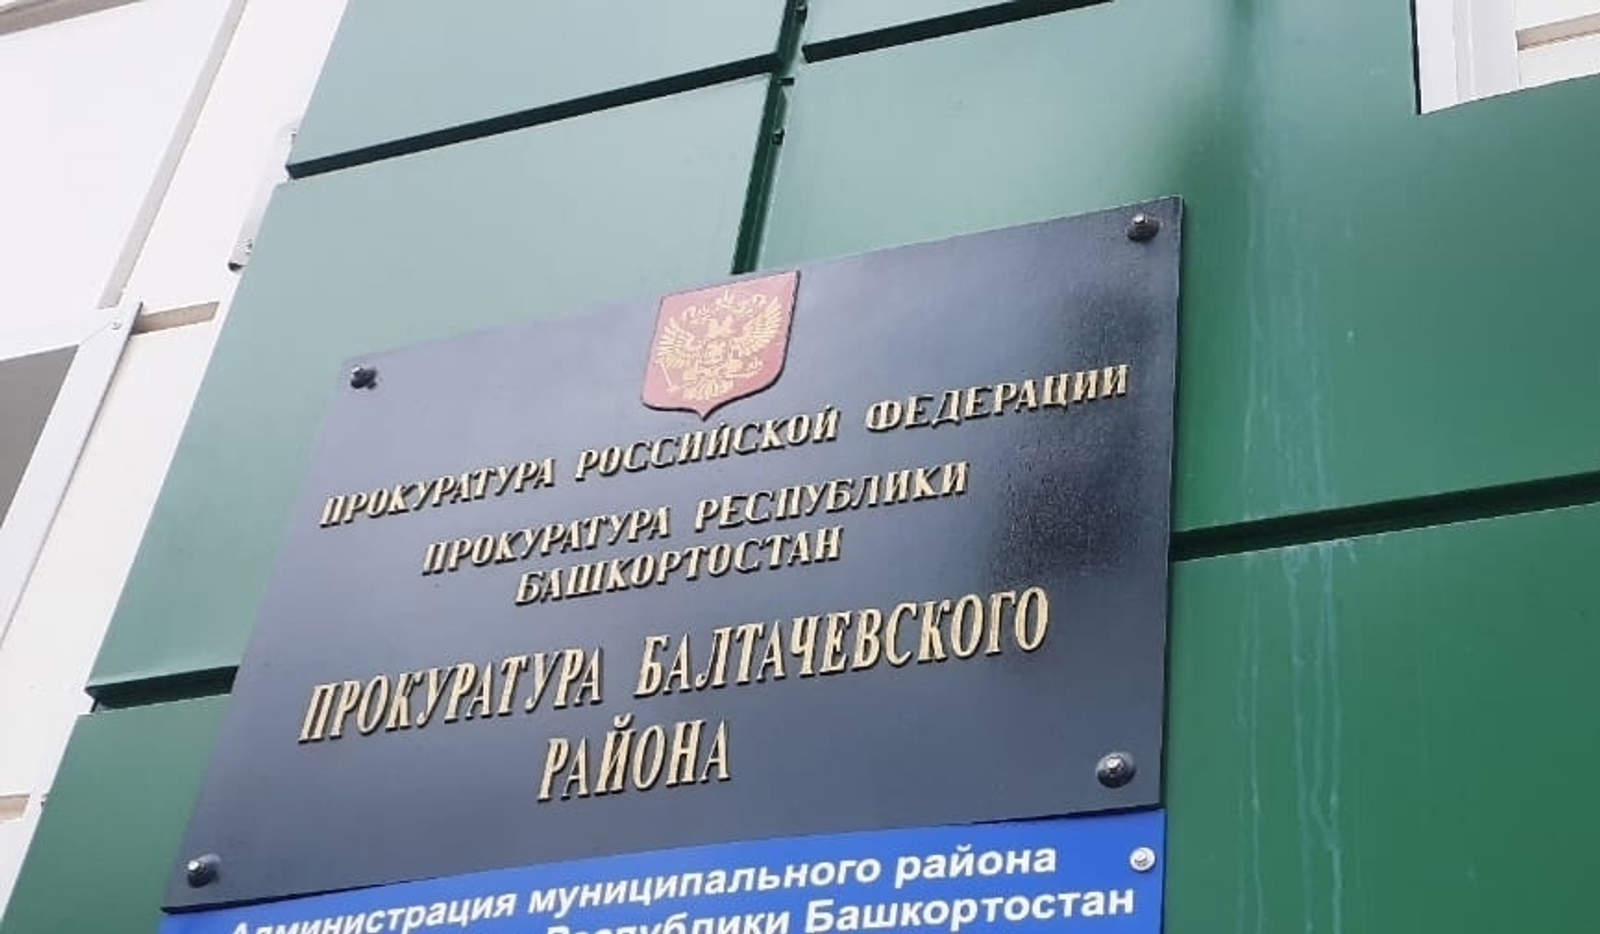 ПРОКУРАТУРА РОССИЙСКОЙ ФЕДЕРАЦИИ
ПРОКУРАТУРА РЕСПУБЛИКИ
БАШКОРТОСТАН
ПРОКУРАТУРА БАЛТАЧЕВСКОГО
РАЙОНА
Администрация муниципального района
Республики Башкортостан